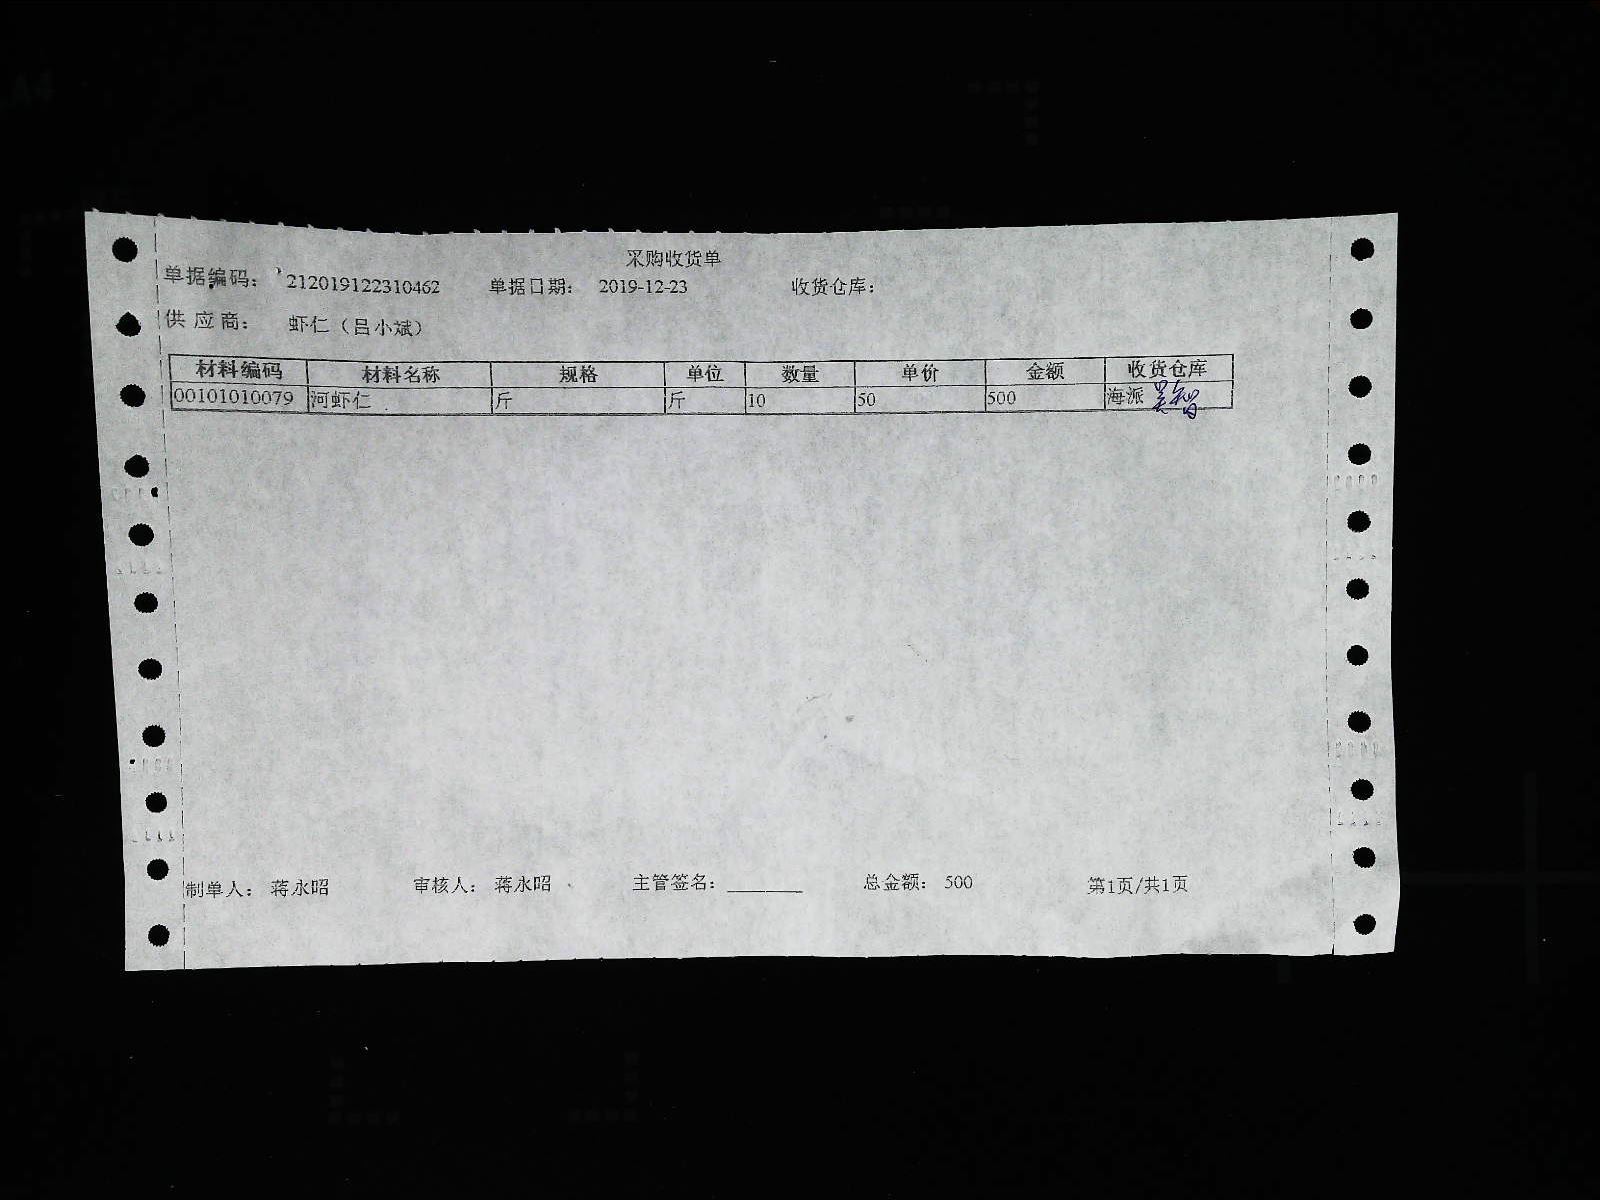 采购收货单
单据编码： 212019122310462 单据日期： 2019-12-23 收货仓库：
供应商： 虾仁（吕小斌）
材料编码 材料名称 规格 单位 数量 单价 金额 收货仓库
00101010079 河虾仁 斤 斤 10 50 500 海派
制单人： 蒋永昭 审核人： 蒋永昭 主管签名： 总金额： 500 第1页/共1页